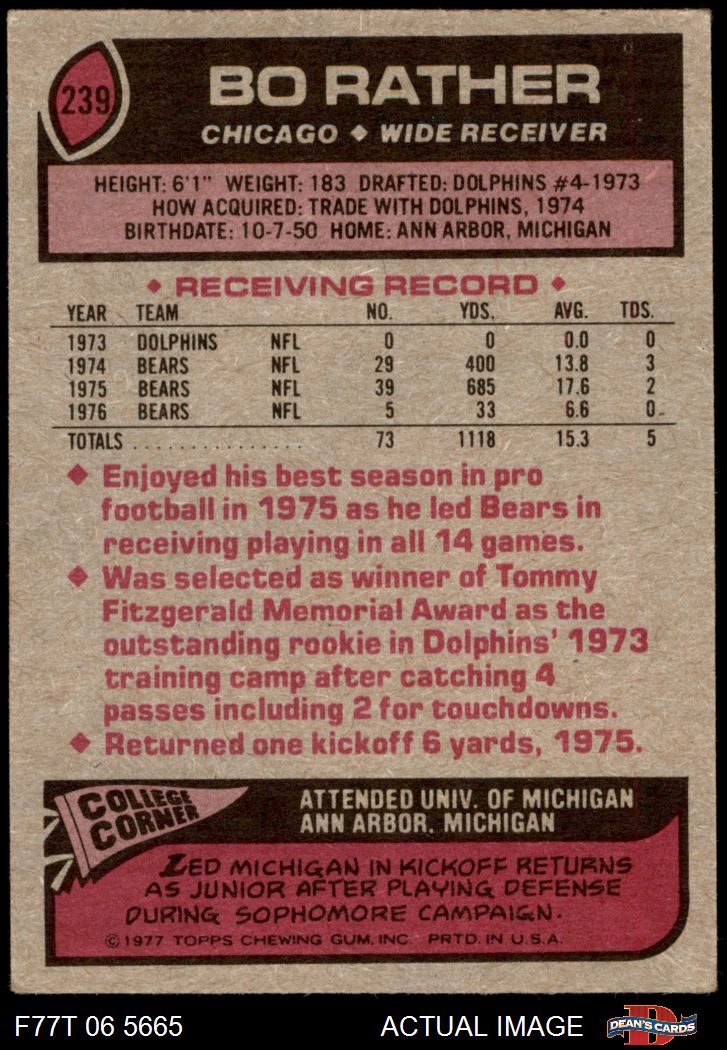 239
BO RATHER
CHICAGO ◆ WIDE RECEIVER
HEIGHT: 6'1" WEIGHT: 183 DRAFTED: DOLPHINS #4-1973
HOW ACQUIRED: TRADE WITH DOLPHINS, 1974
BIRTHDATE: 10-7-50 HOME: ANN ARBOR, MICHIGAN
◆ RECEIVING RECORD ◆
YEAR TEAM NO. YDS. AVG. TDS.
1973 DOLPHINS NFL 0 0 0.0 0
1974 BEARS NFL 29 400 13.8 3
1975 BEARS NFL 39 685 17.6 2
1976 BEARS NFL 5 33 6.6 0
TOTALS ................ 73 1118 15.3 5
◆ Enjoyed his best season in pro
football in 1975 as he led Bears in
receiving playing in all 14 games.
◆ Was selected as winner of Tommy
Fitzgerald Memorial Award as the
outstanding rookie in Dolphins' 1973
training camp after catching 4
passes including 2 for touchdowns.
◆ Returned one kickoff 6 yards, 1975.
COLLEGE
CORNER
ATTENDED UNIV. OF MICHIGAN
ANN ARBOR, MICHIGAN
LED MICHIGAN IN KICKOFF RETURNS
AS JUNIOR AFTER PLAYING DEFENSE
DURING SOPHOMORE CAMPAIGN.
©1977 TOPPS CHEWING GUM, INC. PRTD. IN U.S.A.
F77T 06 5665 ACTUAL IMAGE
D
DEAN'S CARDS